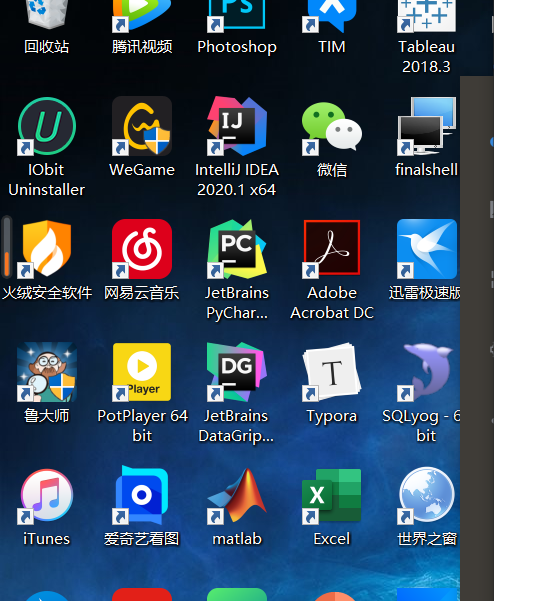 回收站
腾讯视频
Photoshop
TIM
Tableau
2018.3
IObit
Uninstaller
WeGame
IJ
IntelliJ IDEA
2020.1 x64
微信
finalshell
火绒安全软件
网易云音乐
PC
JetBrains
PyChar...
Adobe
Acrobat DC
迅雷极速版
鲁大师
Player
PotPlayer 64
bit
DG
JetBrains
DataGrip...
T
Typora
SQLyog - 6
bit
iTunes
爱奇艺看图
matlab
X
Excel
世界之窗